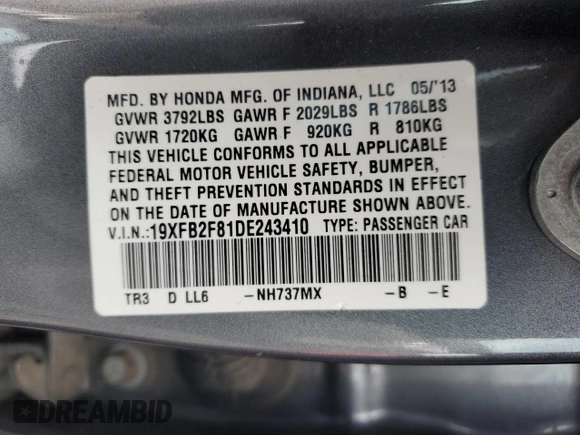 MFD. BY HONDA MFG. OF INDIANA, LLC 05/'13
GVWR 3792LBS GAWR F 2029LBS R 1786LBS
GVWR 1720KG GAWR F 920KG R 810KG
THIS VEHICLE CONFORMS TO ALL APPLICABLE
FEDERAL MOTOR VEHICLE SAFETY, BUMPER,
AND THEFT PREVENTION STANDARDS IN EFFECT
ON THE DATE OF MANUFACTURE SHOWN ABOVE.
V.I.N.:19XFB2F81DE243410 TYPE: PASSENGER CAR
TR3 D LL6 -NH737MX -B -E
DREAMBID